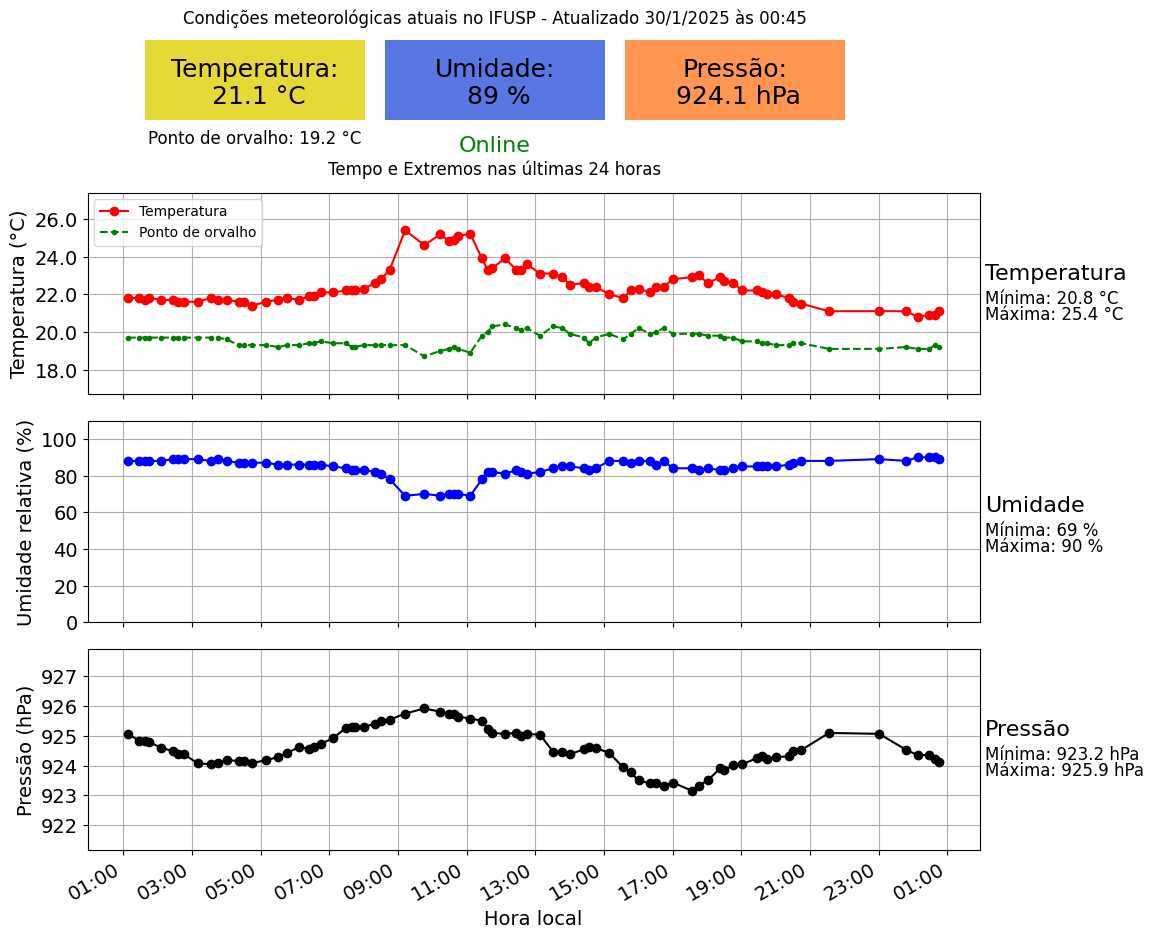 Condições meteorológicas atuais no IFUSP - Atualizado 30/1/2025 às 00:45
Temperatura:
21.1 °C
Umidade:
89 %
Pressão:
924.1 hPa
Ponto de orvalho: 19.2 °C
Online
Tempo e Extremos nas últimas 24 horas
Temperatura (°C)
26.0
24.0
22.0
20.0
18.0
Temperatura
Ponto de orvalho
Temperatura
Mínima: 20.8 °C
Máxima: 25.4 °C
Umidade relativa (%)
100
80
60
40
20
0
Umidade
Mínima: 69 %
Máxima: 90 %
Pressão (hPa)
927
926
925
924
923
922
Pressão
Mínima: 923.2 hPa
Máxima: 925.9 hPa
01:00
03:00
05:00
07:00
09:00
11:00
13:00
15:00
17:00
19:00
21:00
23:00
01:00
Hora local